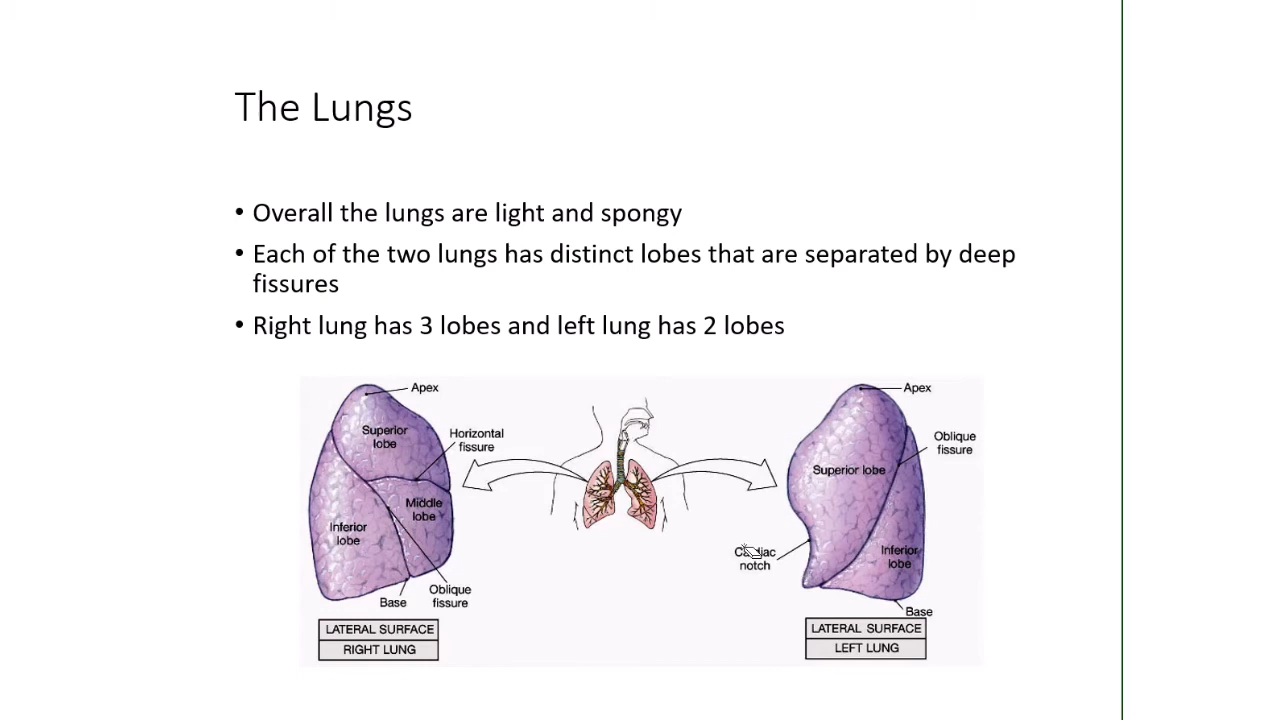 The Lungs
• Overall the lungs are light and spongy
• Each of the two lungs has distinct lobes that are separated by deep
fissures
• Right lung has 3 lobes and left lung has 2 lobes
Apex
Superior
lobe
Horizontal
fissure
Middle
lobe
Inferior
lobe
Oblique
fissure
Base
LATERAL SURFACE
RIGHT LUNG
Apex
Oblique
fissure
Superior lobe
Cardiac
notch
Inferior
lobe
Base
LATERAL SURFACE
LEFT LUNG